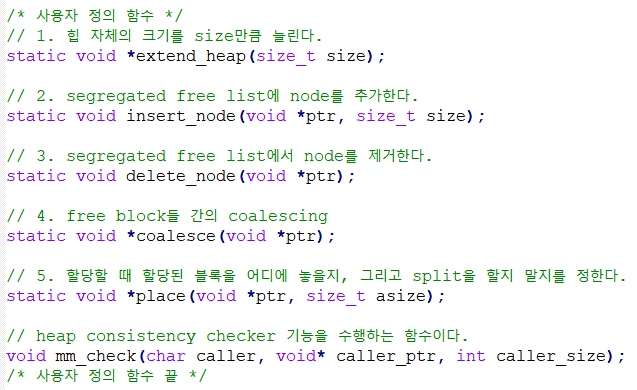 /* 사용자 정의 함수 */
// 1. 힙 자체의 크기를 size만큼 늘린다.
static void *extend_heap(size_t size);
// 2. segregated free list에 node를 추가한다.
static void insert_node(void *ptr, size_t size);
// 3. segregated free list에서 node를 제거한다.
static void delete_node(void *ptr);
// 4. free block들 간의 coalescing
static void *coalesce(void *ptr);
// 5. 할당할 때 할당된 블록을 어디에 놓을지, 그리고 split을 할지 말지를 정한다.
static void *place(void *ptr, size_t asize);
// heap consistency checker 기능을 수행하는 함수이다.
void mm_check(char caller, void* caller_ptr, int caller_size);
/* 사용자 정의 함수 끝 */